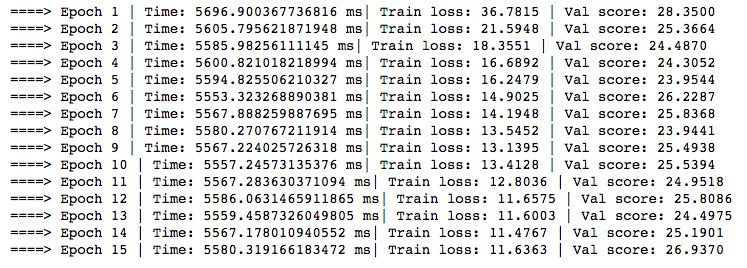 ====> Epoch 1 | Time: 5696.900367736816 ms| Train loss: 36.7815 | Val score: 28.3500
====> Epoch 2 | Time: 5605.795621871948 ms| Train loss: 21.5948 | Val score: 25.3664
====> Epoch 3 | Time: 5585.98256111145 ms| Train loss: 18.3551 | Val score: 24.4870
====> Epoch 4 | Time: 5600.821018218994 ms| Train loss: 16.6892 | Val score: 24.3052
====> Epoch 5 | Time: 5594.825506210327 ms| Train loss: 16.2479 | Val score: 23.9544
====> Epoch 6 | Time: 5553.323268890381 ms| Train loss: 14.9025 | Val score: 26.2287
====> Epoch 7 | Time: 5567.888259887695 ms| Train loss: 14.1948 | Val score: 25.8368
====> Epoch 8 | Time: 5580.270767211914 ms| Train loss: 13.5452 | Val score: 23.9441
====> Epoch 9 | Time: 5567.224025726318 ms| Train loss: 13.1395 | Val score: 25.4938
====> Epoch 10 | Time: 5557.24573135376 ms| Train loss: 13.4128 | Val score: 25.5394
====> Epoch 11 | Time: 5567.283630371094 ms| Train loss: 12.8036 | Val score: 24.9518
====> Epoch 12 | Time: 5586.0631465911865 ms| Train loss: 11.6575 | Val score: 25.8086
====> Epoch 13 | Time: 5559.4587326049805 ms| Train loss: 11.6003 | Val score: 24.4975
====> Epoch 14 | Time: 5567.178010940552 ms| Train loss: 11.4767 | Val score: 25.1901
====> Epoch 15 | Time: 5580.319166183472 ms| Train loss: 11.6363 | Val score: 26.9370